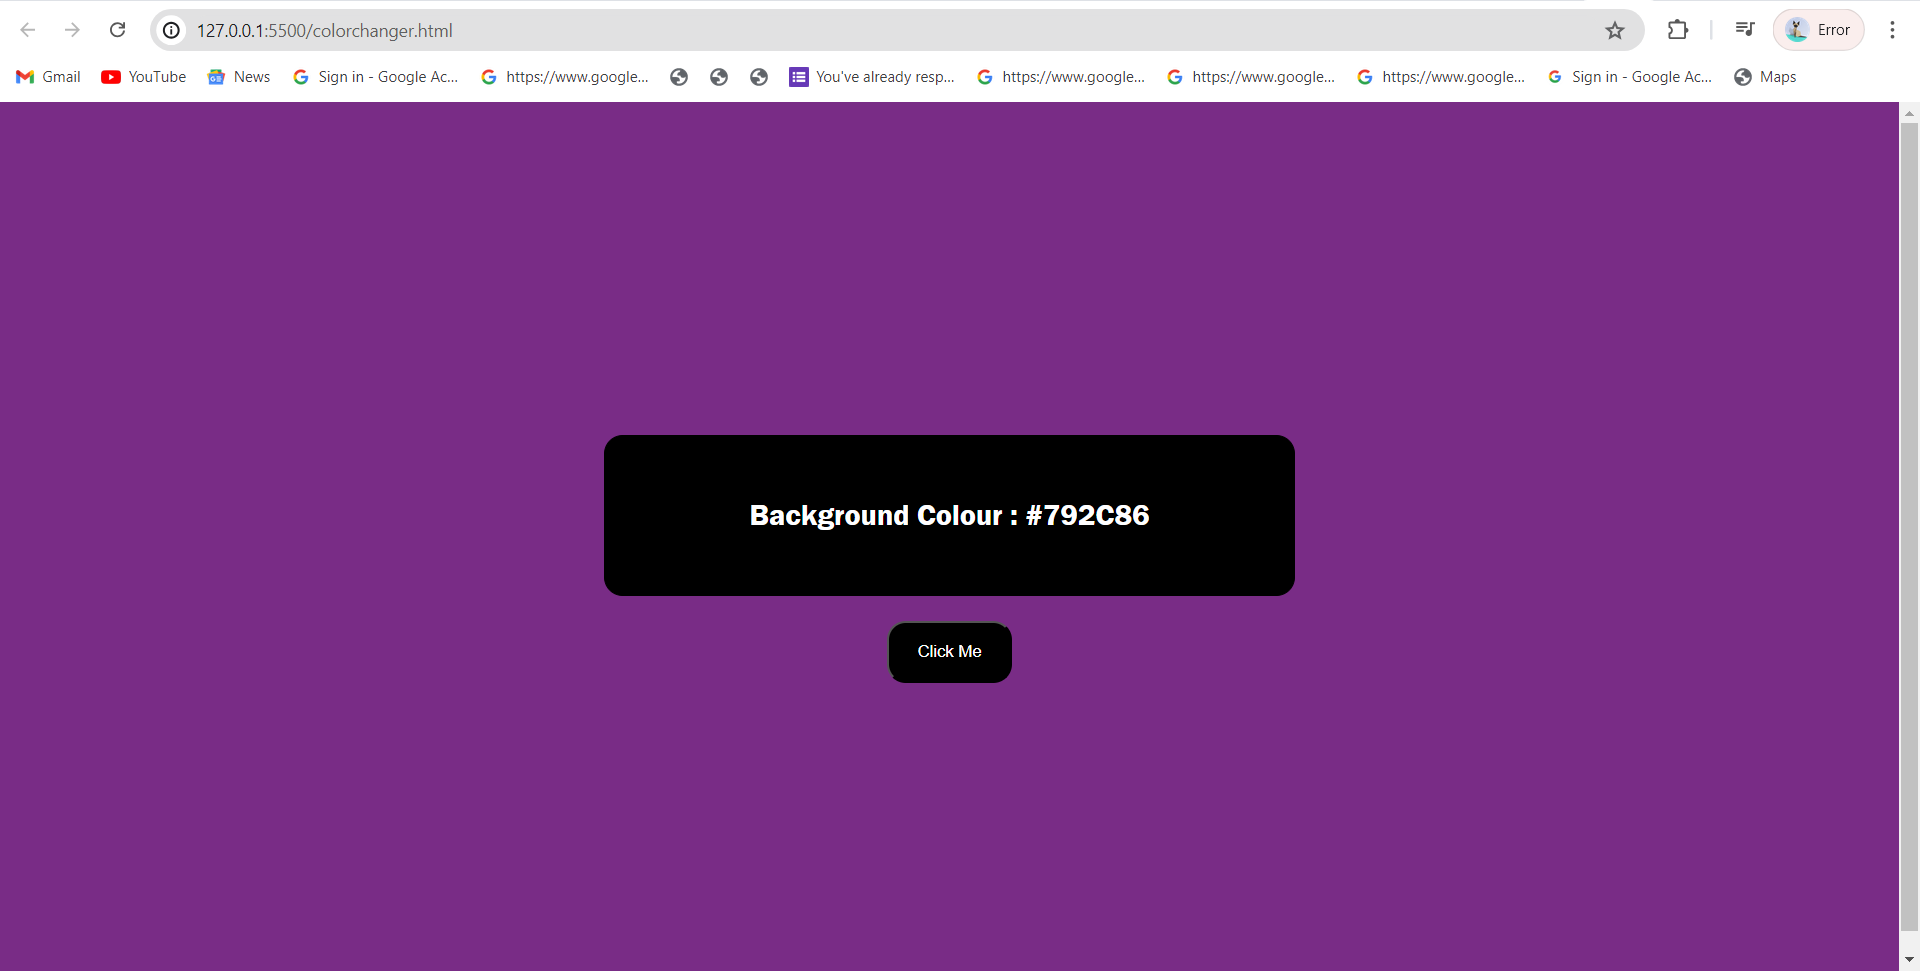 127.0.0.1:5500/colorchanger.html
Error
Gmail
YouTube
News
Sign in - Google Ac...
https://www.google...
You've already resp...
https://www.google...
https://www.google...
https://www.google...
Sign in - Google Ac...
Maps
Background Colour : #792C86
Click Me